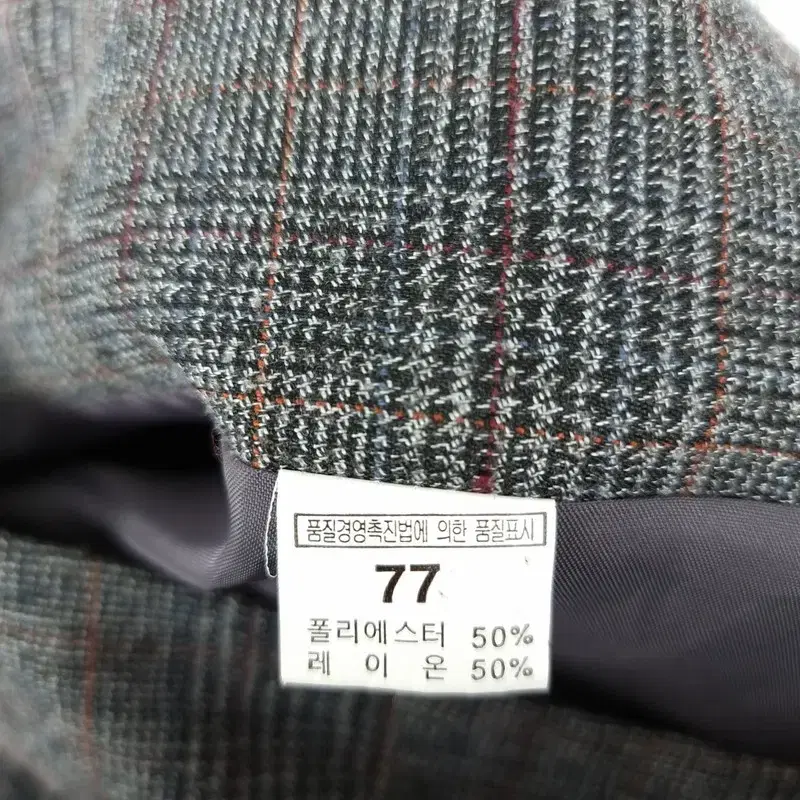 품질경영촉진법에 의한 품질표시
77
폴리에스터 50%
레 이 온 50%